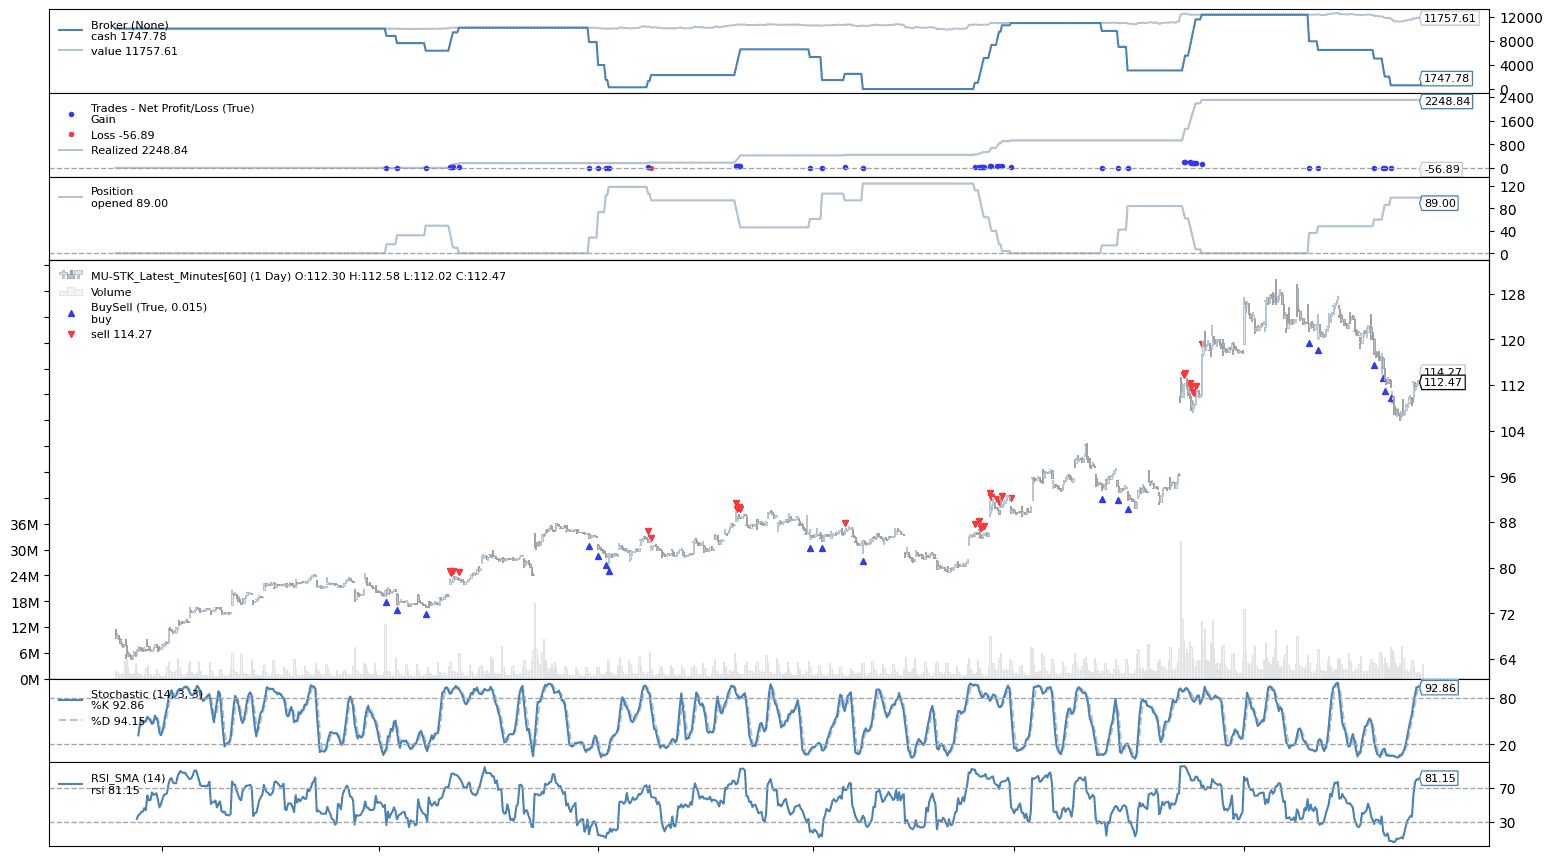 Broker (None)
cash 1747.78
value 11757.61
11757.61
1747.78
12000
8000
4000
0
Trades - Net Profit/Loss (True)
Gain
Loss -56.89
Realized 2248.84
2248.84
-56.89
2400
1600
800
0
Position
opened 89.00
89.00
120
80
40
0
MU-STK_Latest_Minutes[60] (1 Day) O:112.30 H:112.58 L:112.02 C:112.47
Volume
BuySell (True, 0.015)
buy
sell 114.27
114.27
112.47
128
120
112
104
96
88
80
72
64
36M
30M
24M
18M
12M
6M
0M
Stochastic (14, 3, 3)
%K 92.86
%D 94.15
92.86
80
20
RSI_SMA (14)
rsi 81.15
81.15
70
30